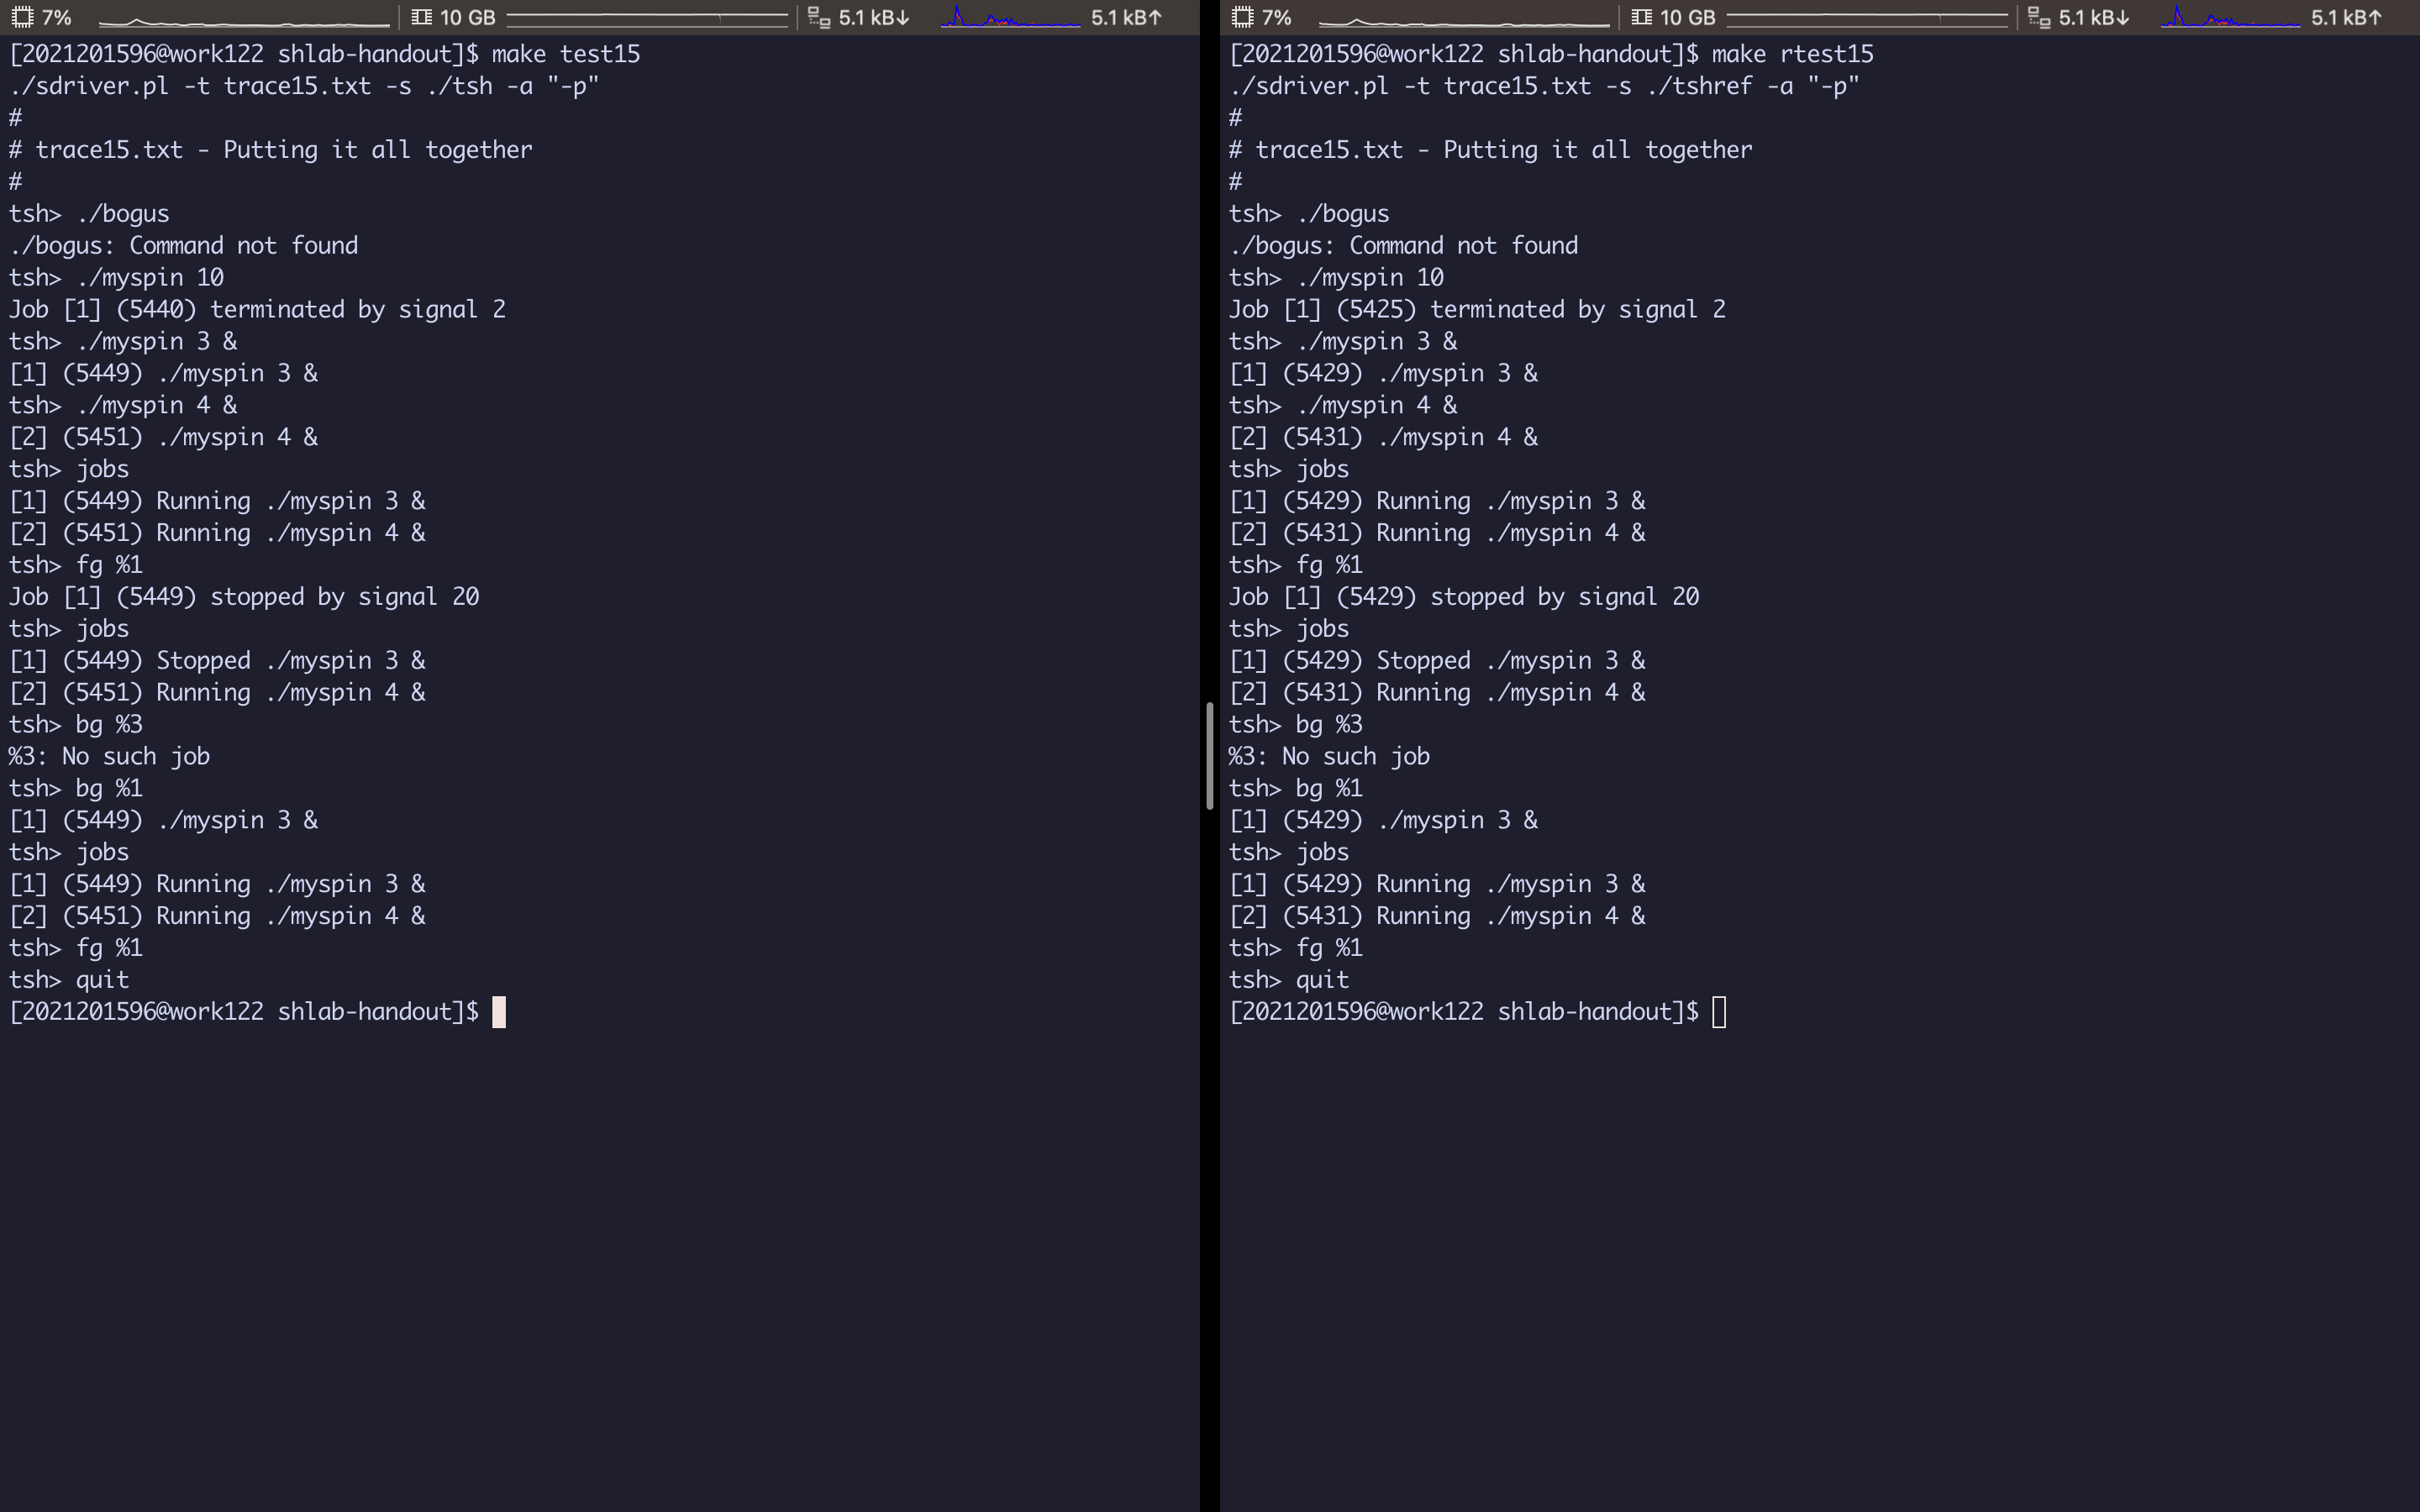 7% 10 GB 5.1 kB↓ 5.1 kB↑
[2021201596@work122 shlab-handout]$ make test15
./sdriver.pl -t trace15.txt -s ./tsh -a "-p"
#
# trace15.txt - Putting it all together
#
tsh> ./bogus
./bogus: Command not found
tsh> ./myspin 10
Job [1] (5440) terminated by signal 2
tsh> ./myspin 3 &
[1] (5449) ./myspin 3 &
tsh> ./myspin 4 &
[2] (5451) ./myspin 4 &
tsh> jobs
[1] (5449) Running ./myspin 3 &
[2] (5451) Running ./myspin 4 &
tsh> fg %1
Job [1] (5449) stopped by signal 20
tsh> jobs
[1] (5449) Stopped ./myspin 3 &
[2] (5451) Running ./myspin 4 &
tsh> bg %3
%3: No such job
tsh> bg %1
[1] (5449) ./myspin 3 &
tsh> jobs
[1] (5449) Running ./myspin 3 &
[2] (5451) Running ./myspin 4 &
tsh> fg %1
tsh> quit
[2021201596@work122 shlab-handout]$
7% 10 GB 5.1 kB↓ 5.1 kB↑
[2021201596@work122 shlab-handout]$ make rtest15
./sdriver.pl -t trace15.txt -s ./tshref -a "-p"
#
# trace15.txt - Putting it all together
#
tsh> ./bogus
./bogus: Command not found
tsh> ./myspin 10
Job [1] (5425) terminated by signal 2
tsh> ./myspin 3 &
[1] (5429) ./myspin 3 &
tsh> ./myspin 4 &
[2] (5431) ./myspin 4 &
tsh> jobs
[1] (5429) Running ./myspin 3 &
[2] (5431) Running ./myspin 4 &
tsh> fg %1
Job [1] (5429) stopped by signal 20
tsh> jobs
[1] (5429) Stopped ./myspin 3 &
[2] (5431) Running ./myspin 4 &
tsh> bg %3
%3: No such job
tsh> bg %1
[1] (5429) ./myspin 3 &
tsh> jobs
[1] (5429) Running ./myspin 3 &
[2] (5431) Running ./myspin 4 &
tsh> fg %1
tsh> quit
[2021201596@work122 shlab-handout]$